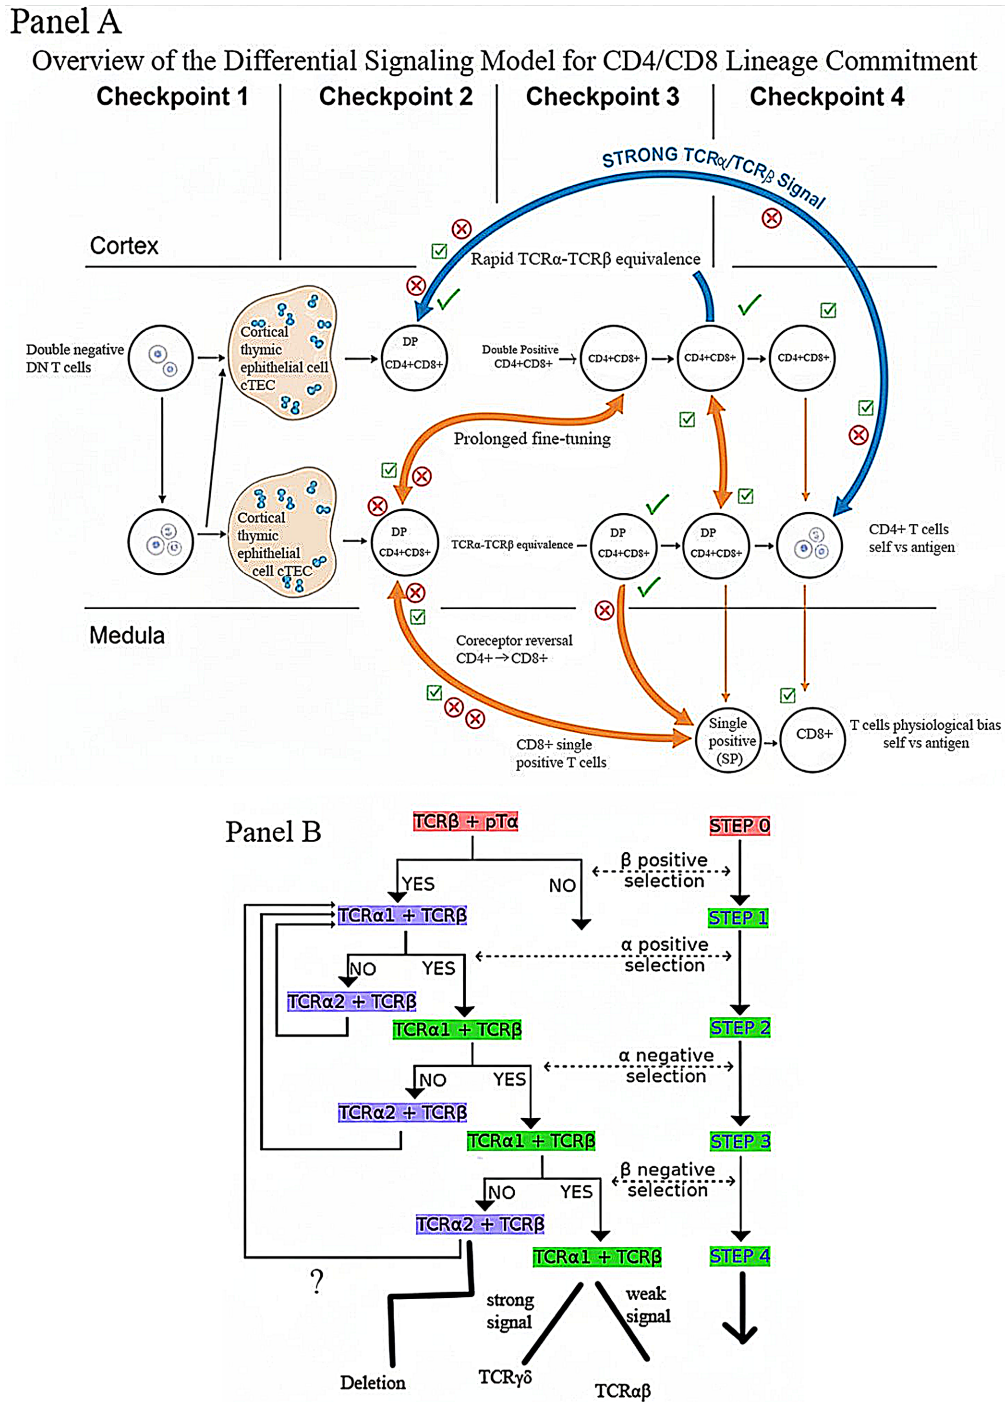 Panel A
Overview of the Differential Signaling Model for CD4/CD8 Lineage Commitment
Checkpoint 1
Checkpoint 2
Checkpoint 3
Checkpoint 4
STRONG TCRα/TCRβ Signal
Cortex
Rapid TCRα-TCRβ equivalence
Double negative
DN T cells
Cortical
thymic
ephithelial cell
cTEC
DP
CD4+CD8+
Double Positive
CD4+CD8+
CD4+CD8+
CD4+CD8+
CD4+CD8+
Prolonged fine-tuning
Cortical
thymic
ephithelial
cell cTEC
DP
CD4+CD8+
TCRα-TCRβ equivalence
DP
CD4+CD8+
DP
CD4+CD8+
CD4+ T cells
self vs antigen
Medula
Coreceptor reversal
CD4+→CD8+
CD8+ single
positive T cells
Single
positive
(SP)
CD8+
T cells physiological bias
self vs antigen
Panel B
TCRβ + pTα
STEP 0
YES
NO
β positive
selection
TCRα1 + TCRβ
STEP 1
NO
YES
α positive
selection
TCRα2 + TCRβ
TCRα1 + TCRβ
STEP 2
NO
YES
α negative
selection
TCRα2 + TCRβ
TCRα1 + TCRβ
STEP 3
NO
YES
β negative
selection
TCRα2 + TCRβ
TCRα1 + TCRβ
STEP 4
?
strong
signal
weak
signal
Deletion
TCRγδ
TCRαβ